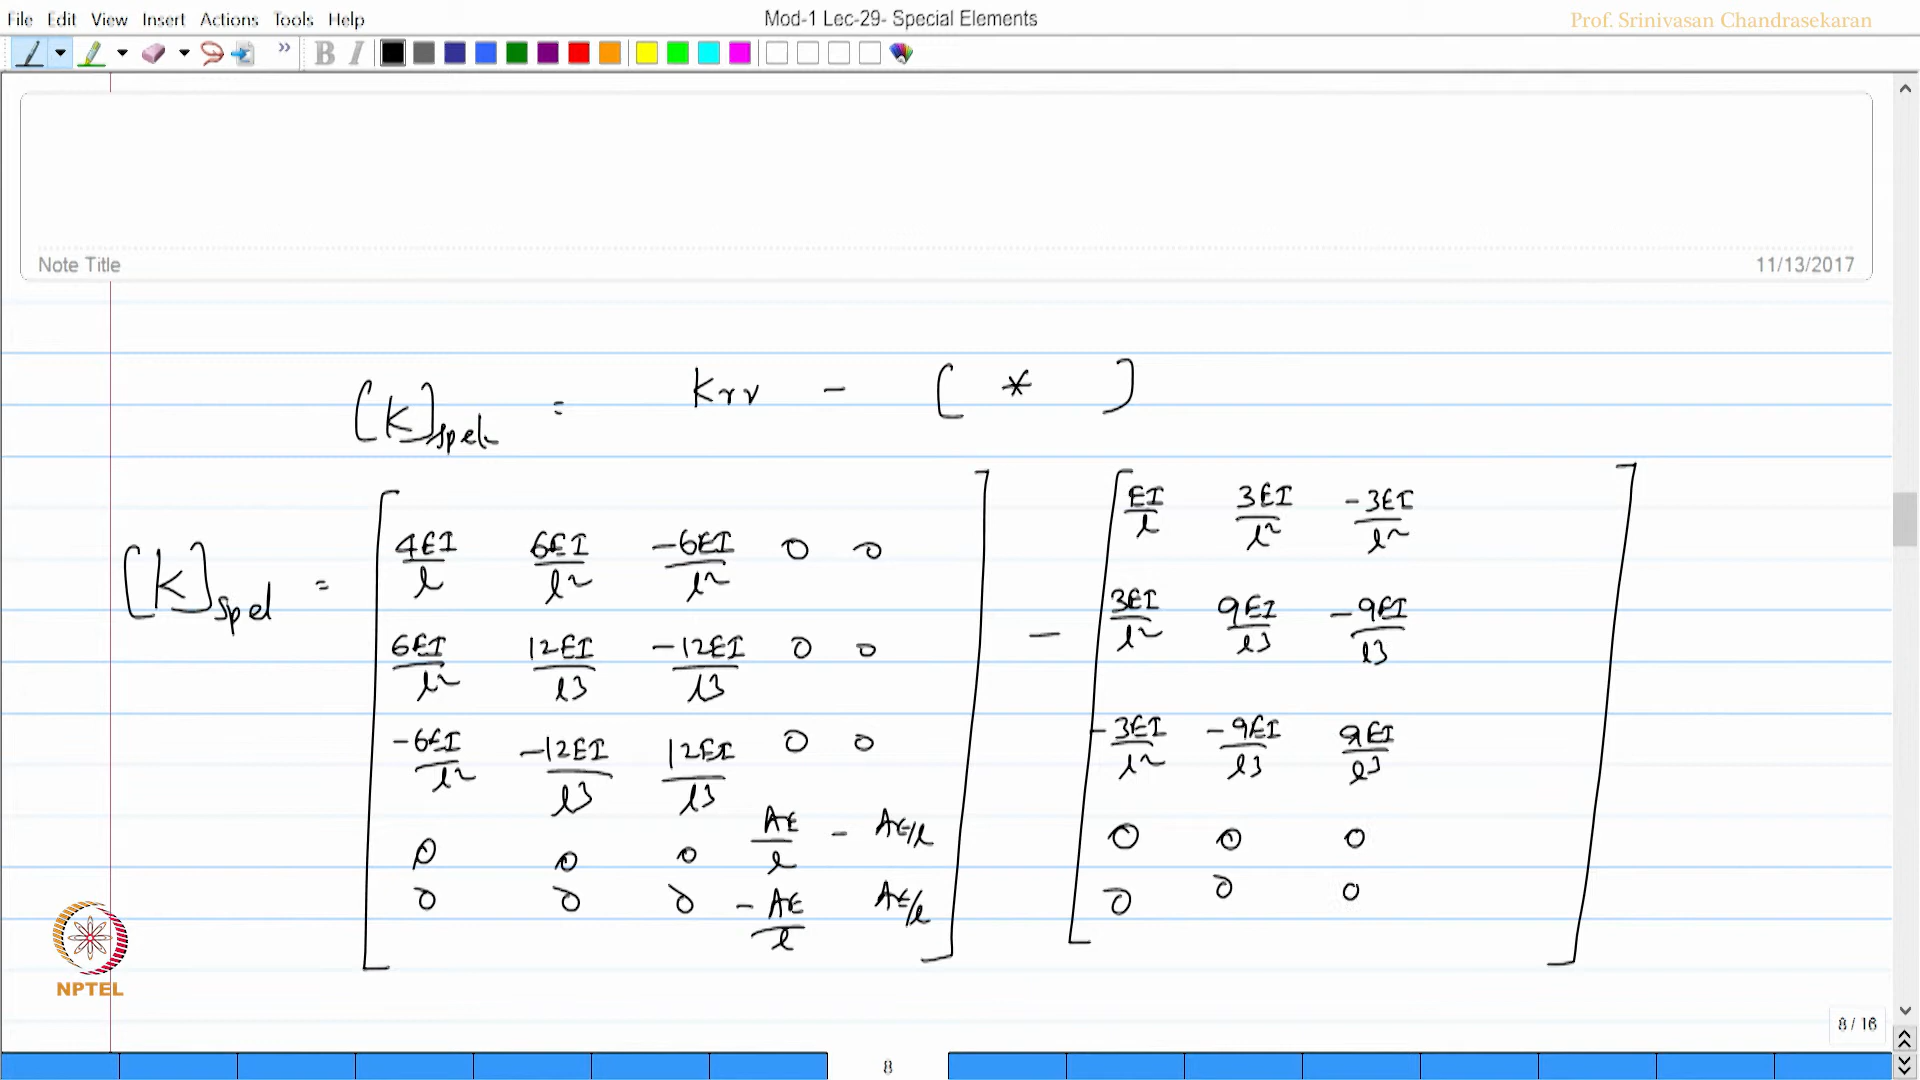 File Edit View Insert Actions Tools Help
Mod-1 Lec-29- Special Elements
Prof. Srinivasan Chandrasekaran
B I
Note Title
11/13/2017
[K]spel = Krr - [ * ]
[K]spel = [ 4EI/l 6EI/l² -6EI/l² 0 0 ] - [ EI/l 3EI/l² -3EI/l² ]
6EI/l² 12EI/l3 -12EI/l3 0 0 3EI/l² 9EI/l3 -9EI/l3
-6EI/l² -12EI/l3 12EI/l3 0 0 -3EI/l² -9EI/l3 9EI/l3
0 0 0 AE/l - AE/l 0 0 0
0 0 0 -AE/l AE/l 0 0 0
NPTEL
8 / 16
8